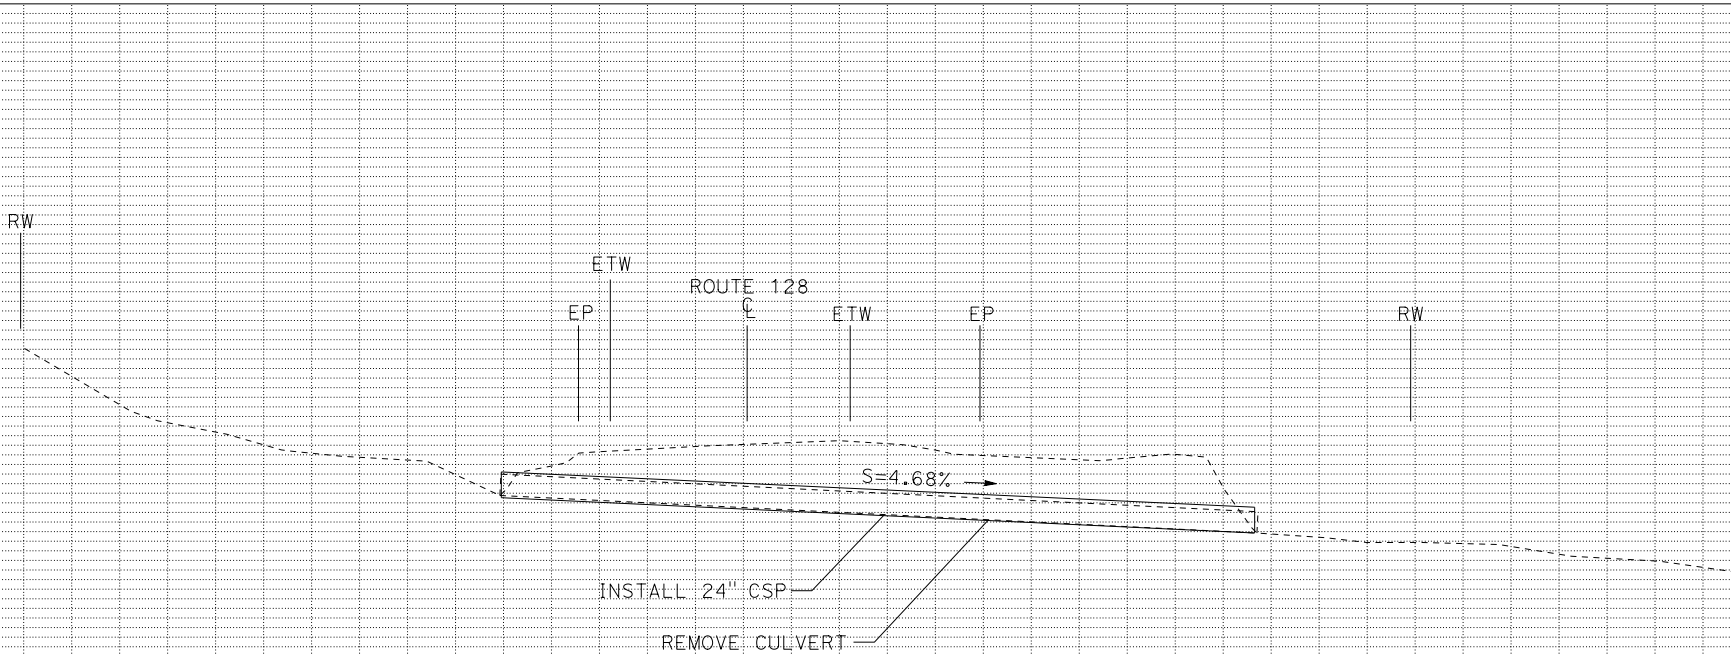 RW
ETW
ROUTE 128
℄
EP
ETW
EP
RW
S=4.68%
INSTALL 24" CSP
REMOVE CULVERT